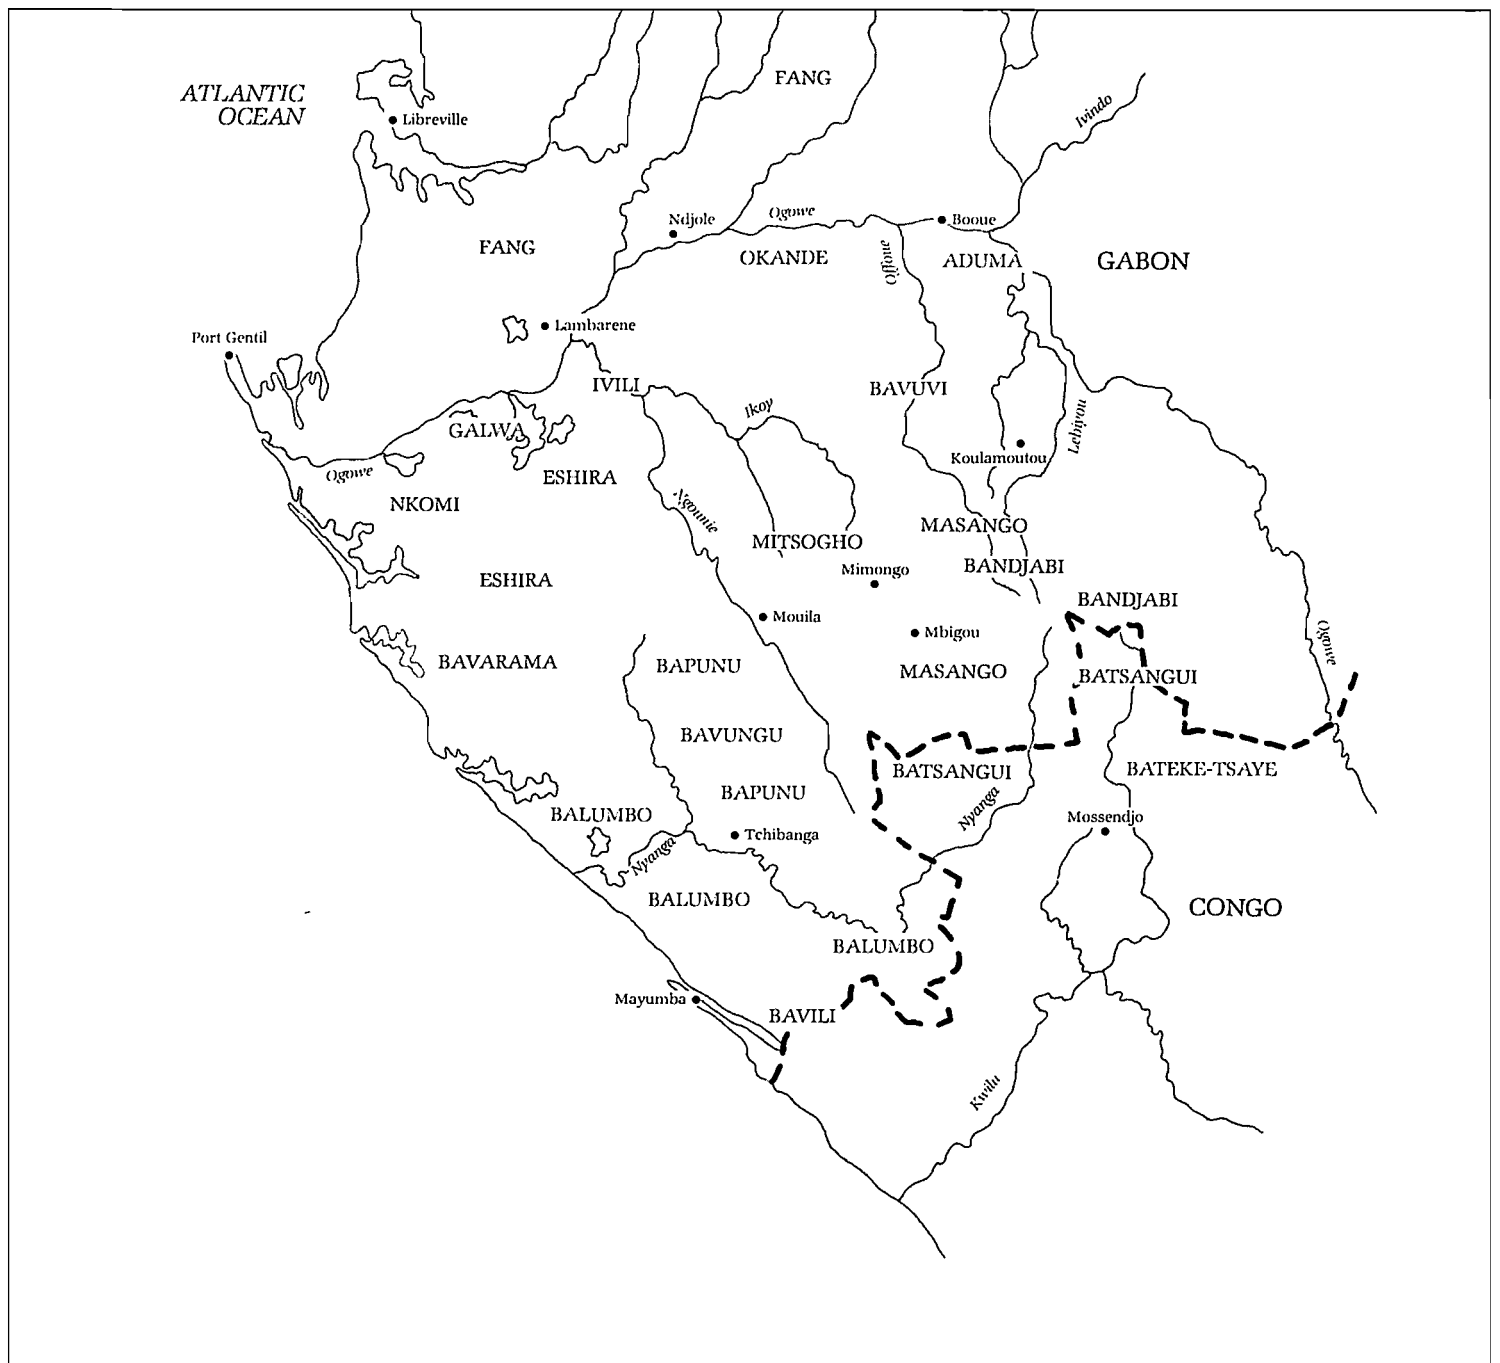 FANG
ATLANTIC
OCEAN
Libreville
Ivindo
Ndjole
Ogowe
Booue
FANG
OKANDE
Offoue
ADUMA
GABON
Lambarene
Port Gentil
IVILI
BAVUVI
Ikoy
GALWA
Lebiyou
Koulamoutou
Ogowe
ESHIRA
NKOMI
Ngounie
MASANGO
MITSOGHO
BANDJABI
Mimongo
ESHIRA
BANDJABI
Mouila
Mbigou
Ogowe
BAVARAMA
BAPUNU
MASANGO
BATSANGUI
BAVUNGU
BATSANGUI
BATEKE-TSAYE
BAPUNU
Nyanga
BALUMBO
Mossendjo
Tchibanga
Nyanga
BALUMBO
CONGO
BALUMBO
Mayumba
BAVILI
Kwilu